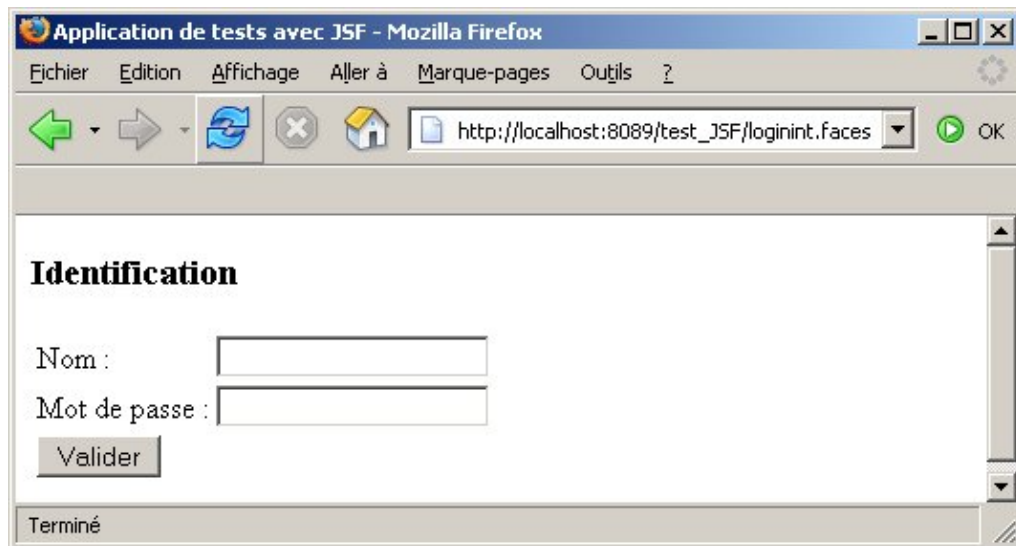 Application de tests avec JSF - Mozilla Firefox
Fichier Edition Affichage Aller à Marque-pages Outils ?
http://localhost:8089/test_JSF/loginint.faces OK
Identification
Nom :
Mot de passe :
Valider
Terminé